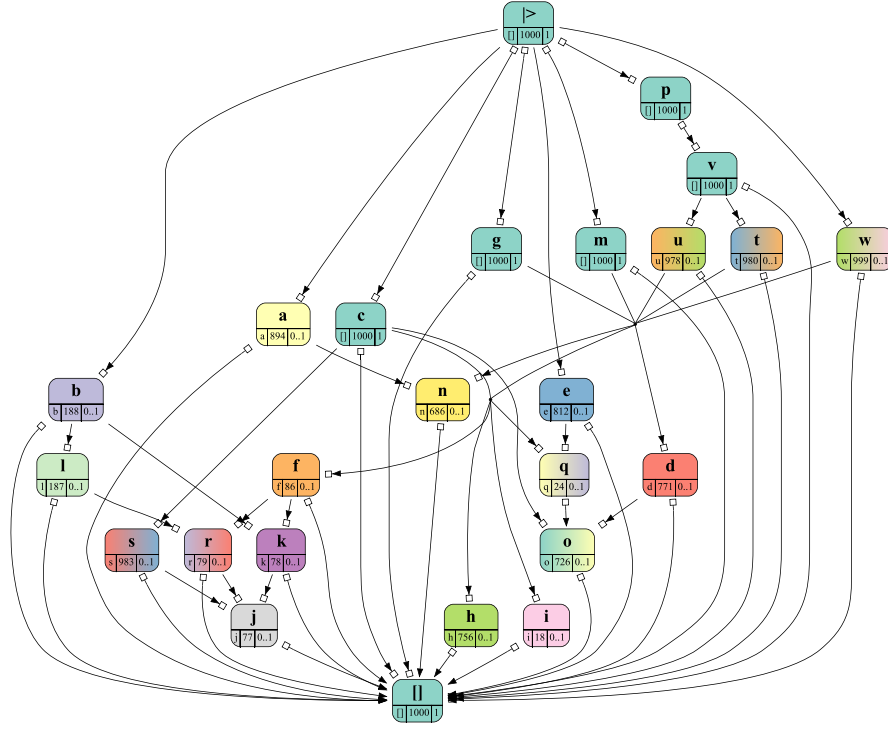 |>
[] 1000 1
p
[] 1000 1
v
[] 1000 1
g
[] 1000 1
m
[] 1000 1
u
u 978 0..1
t
t 980 0..1
w
w 999 0..1
a
a 894 0..1
c
[] 1000 1
b
b 188 0..1
n
n 686 0..1
e
e 812 0..1
l
l 187 0..1
f
f 86 0..1
q
q 24 0..1
d
d 771 0..1
s
s 983 0..1
r
r 79 0..1
k
k 78 0..1
o
o 726 0..1
j
j 77 0..1
h
h 756 0..1
i
i 18 0..1
[]
[] 1000 1